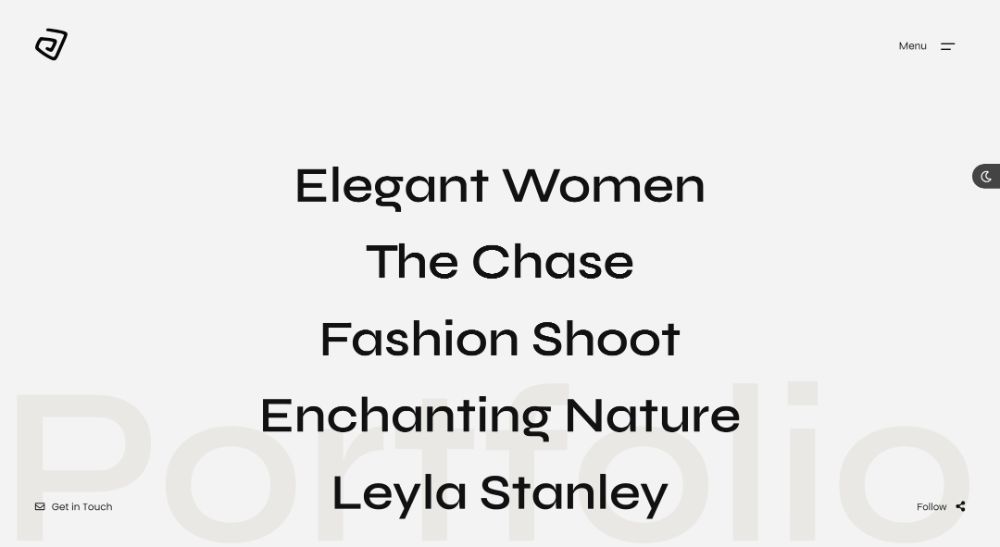 Menu
Elegant Women
The Chase
Fashion Shoot
Enchanting Nature
Leyla Stanley
Portfolio
Get in Touch
Follow